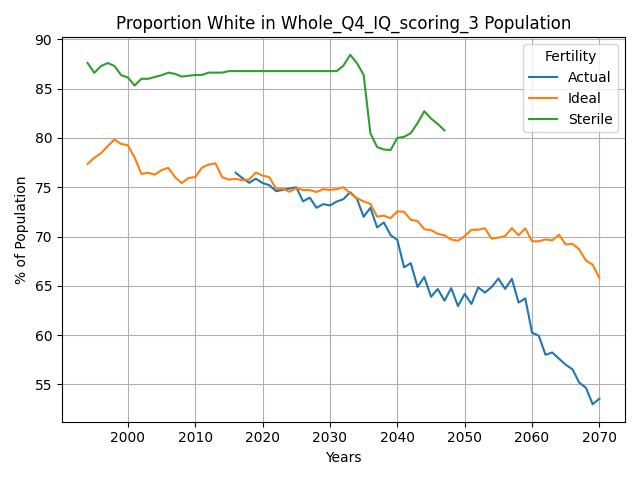 Proportion White in Whole_Q4_IQ_scoring_3 Population
90
85
80
75
70
65
60
55
% of Population
Fertility
Actual
Ideal
Sterile
2000 2010 2020 2030 2040 2050 2060 2070
Years